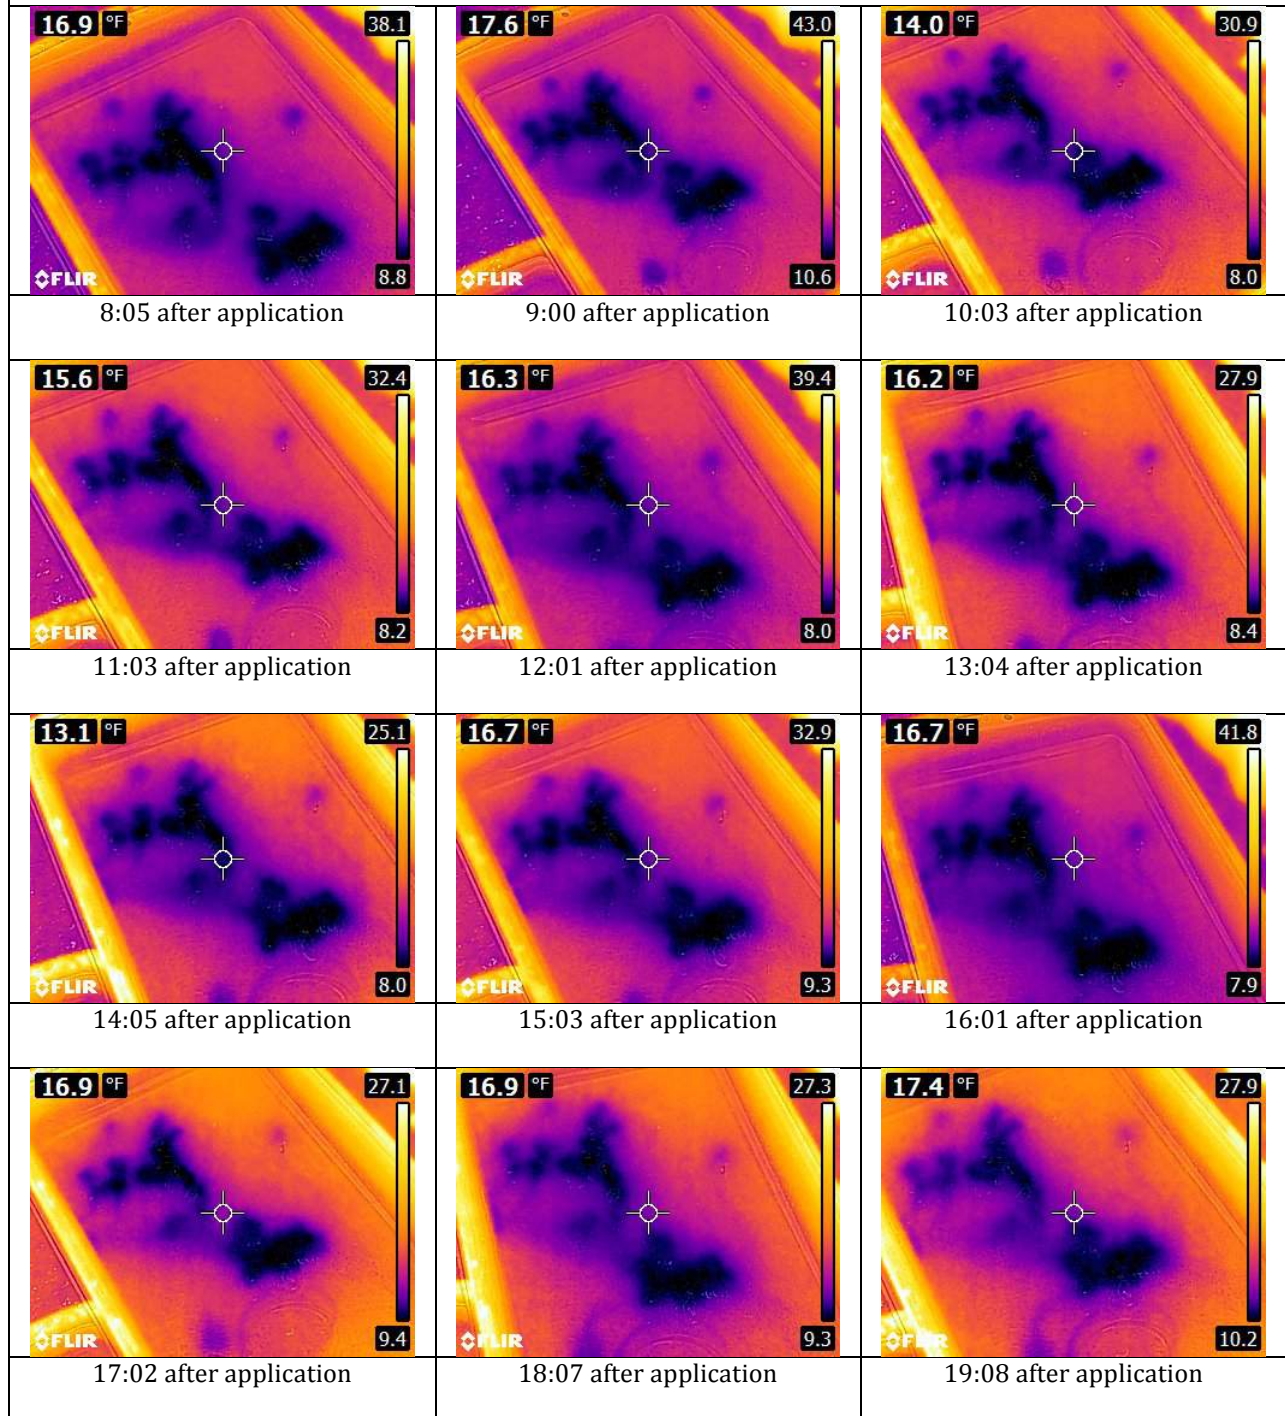 16.9 °F 38.1
FLIR 8.8
8:05 after application
17.6 °F 43.0
FLIR 10.6
9:00 after application
14.0 °F 30.9
FLIR 8.0
10:03 after application
15.6 °F 32.4
FLIR 8.2
11:03 after application
16.3 °F 39.4
FLIR 8.0
12:01 after application
16.2 °F 27.9
FLIR 8.4
13:04 after application
13.1 °F 25.1
FLIR 8.0
14:05 after application
16.7 °F 32.9
FLIR 9.3
15:03 after application
16.7 °F 41.8
FLIR 7.9
16:01 after application
16.9 °F 27.1
FLIR 9.4
17:02 after application
16.9 °F 27.3
FLIR 9.3
18:07 after application
17.4 °F 27.9
FLIR 10.2
19:08 after application